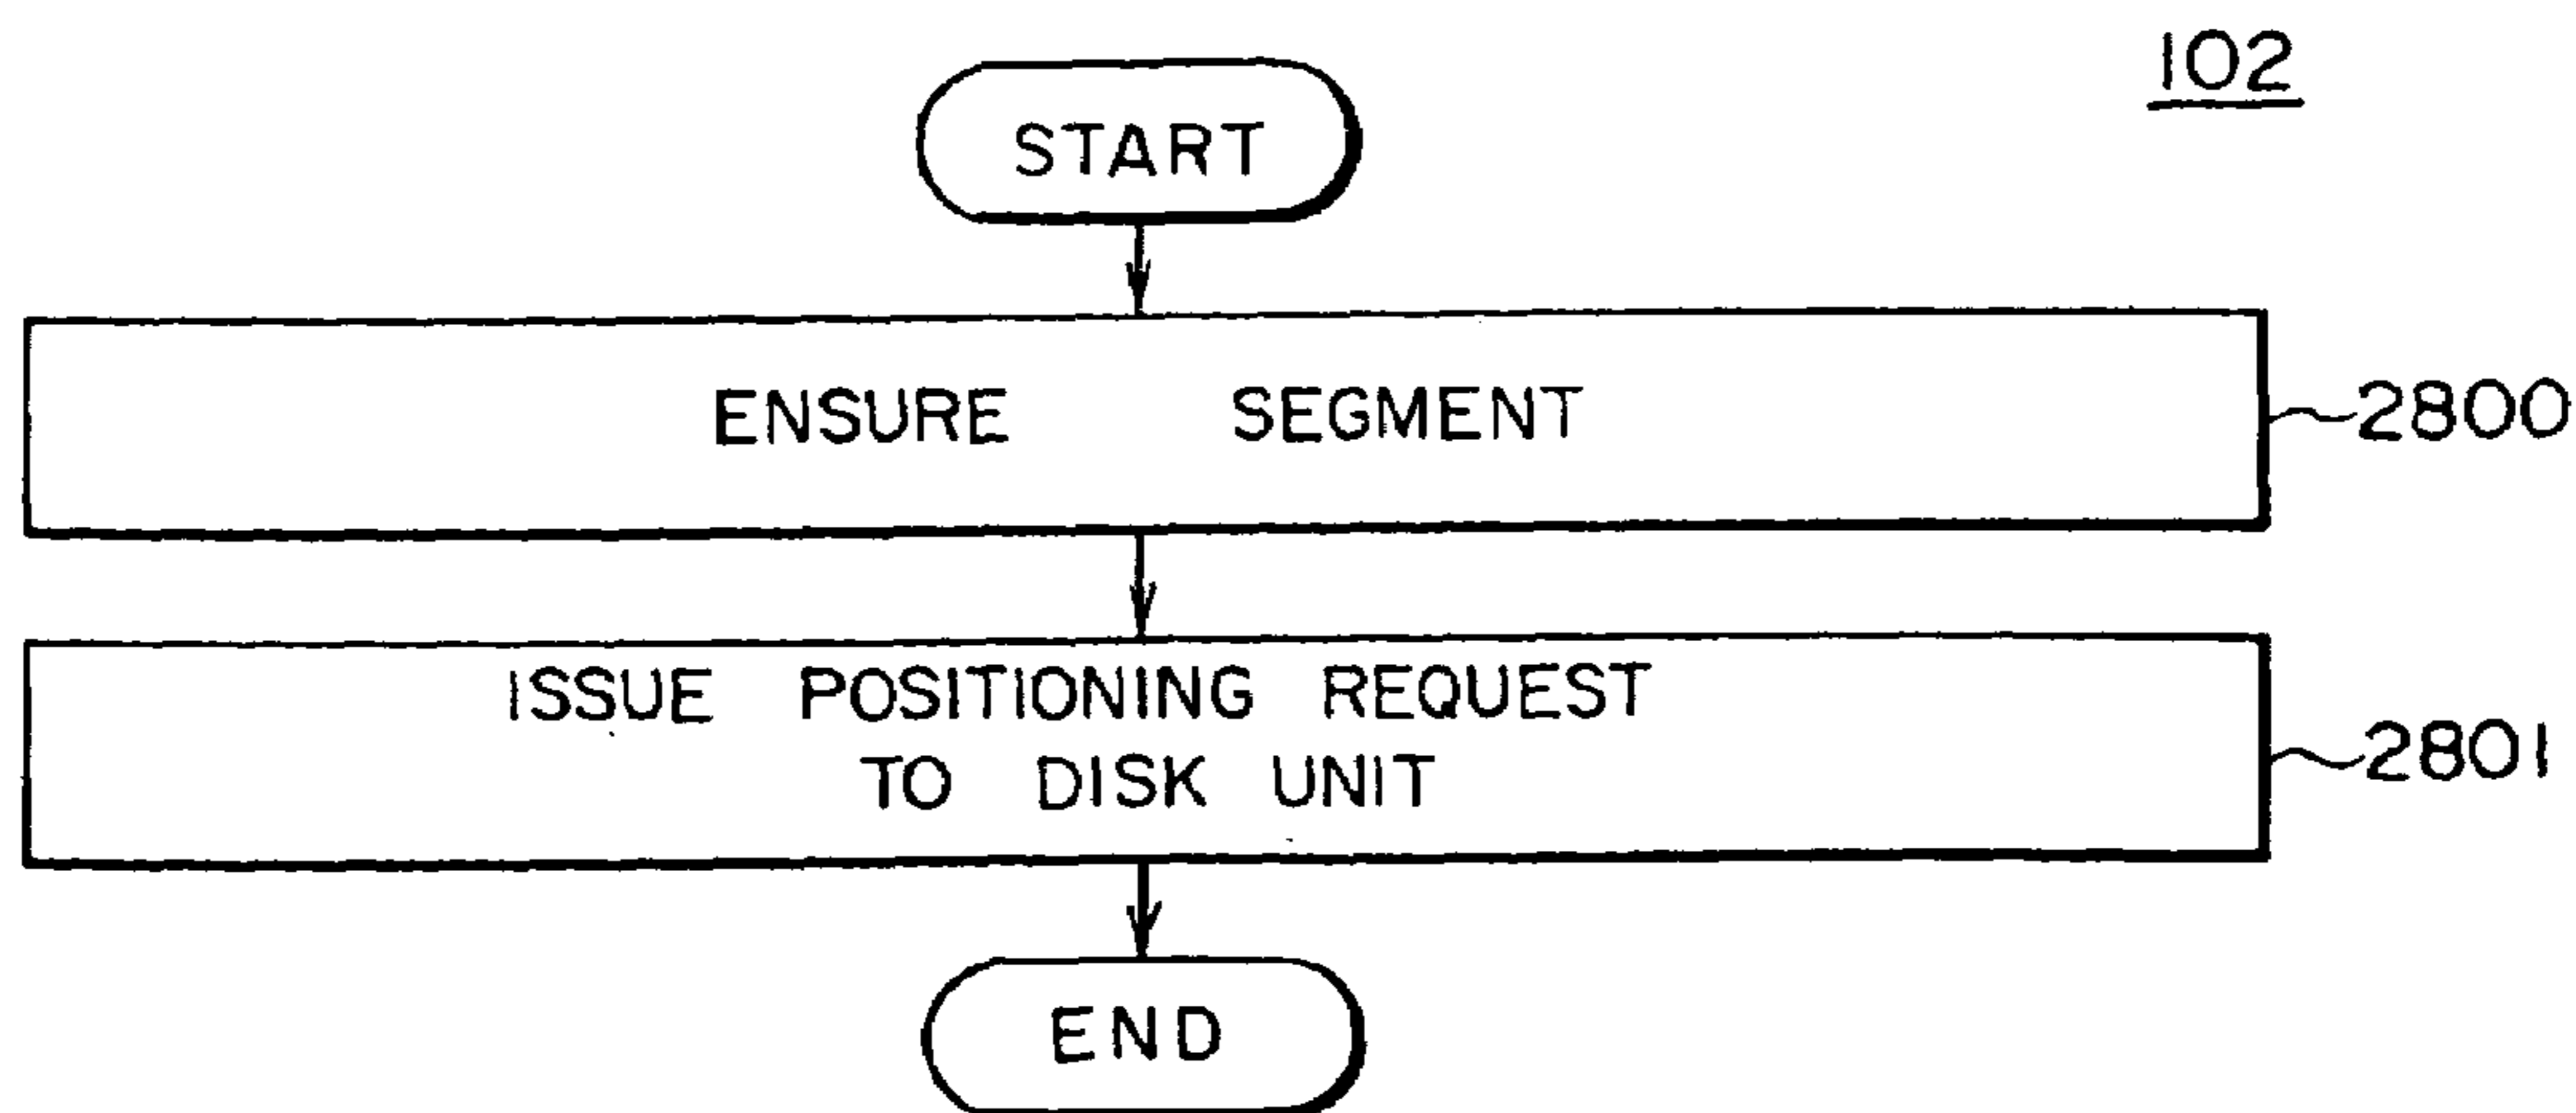 102
START
ENSURE SEGMENT
2800
ISSUE POSITIONING REQUEST
TO DISK UNIT
2801
END